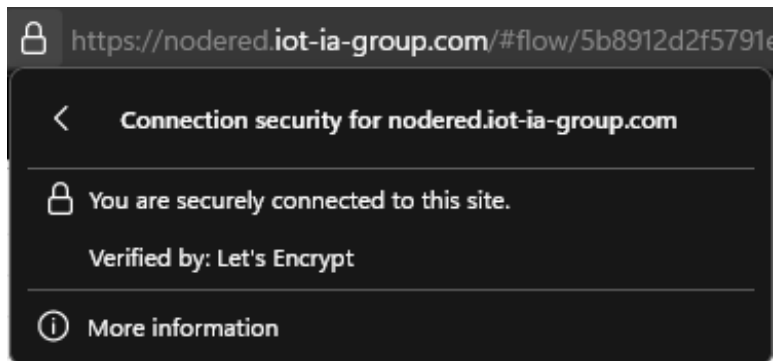 https://nodered.iot-ia-group.com/#flow/5b8912d2f5791e
Connection security for nodered.iot-ia-group.com
You are securely connected to this site.
Verified by: Let's Encrypt
More information